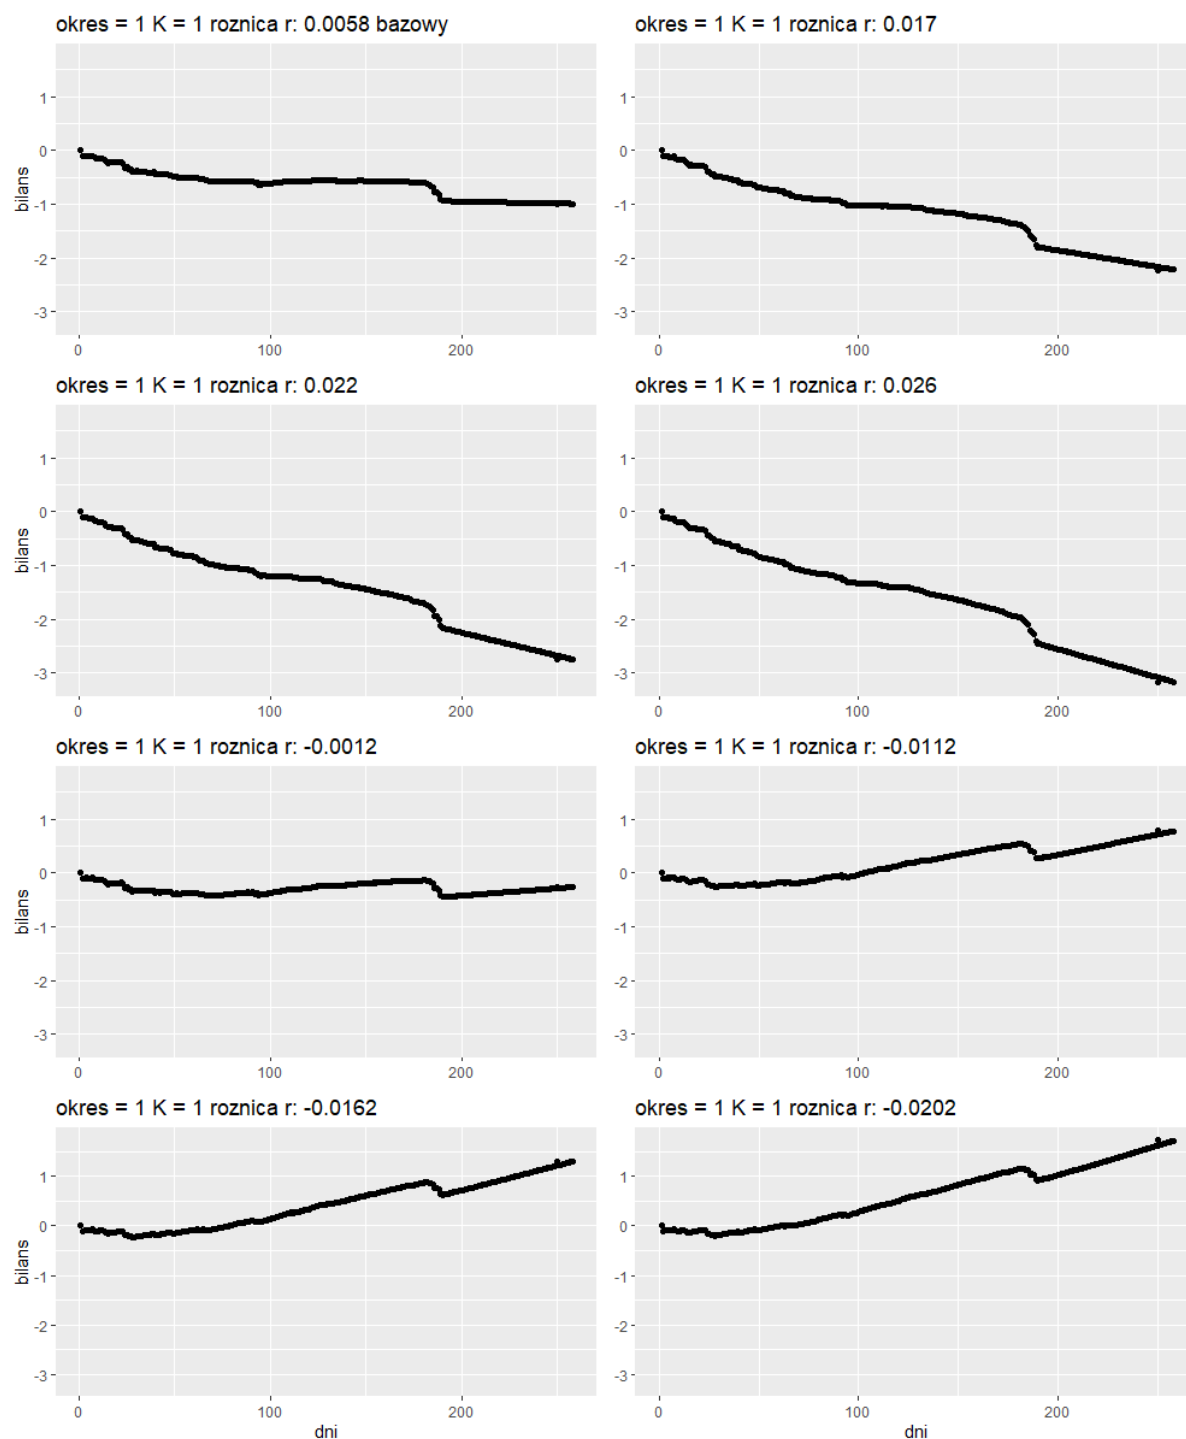 okres = 1 K = 1 roznica r: 0.0058 bazowy
bilans
1
0
-1
-2
-3
0 100 200
okres = 1 K = 1 roznica r: 0.017
1
0
-1
-2
-3
0 100 200
okres = 1 K = 1 roznica r: 0.022
bilans
1
0
-1
-2
-3
0 100 200
okres = 1 K = 1 roznica r: 0.026
1
0
-1
-2
-3
0 100 200
okres = 1 K = 1 roznica r: -0.0012
bilans
1
0
-1
-2
-3
0 100 200
okres = 1 K = 1 roznica r: -0.0112
1
0
-1
-2
-3
0 100 200
okres = 1 K = 1 roznica r: -0.0162
bilans
1
0
-1
-2
-3
0 100 200
dni
okres = 1 K = 1 roznica r: -0.0202
1
0
-1
-2
-3
0 100 200
dni